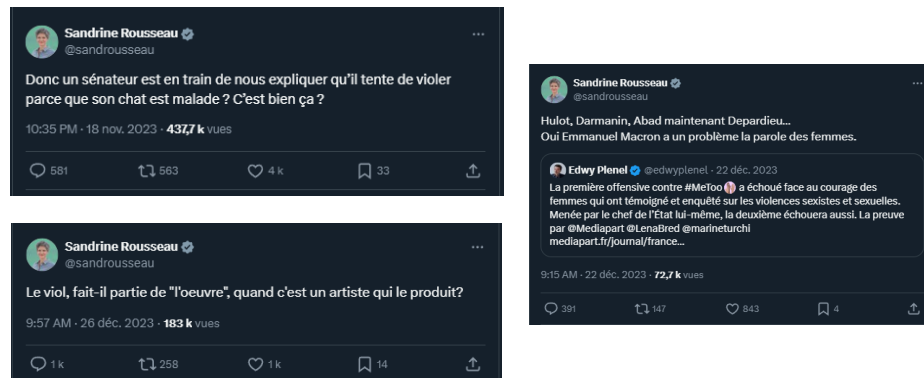 Sandrine Rousseau
@sandrousseau
Donc un sénateur est en train de nous expliquer qu'il tente de violer
parce que son chat est malade ? C'est bien ça ?
10:35 PM · 18 nov. 2023 · 437,7 k vues
581 563 4 k 33
Sandrine Rousseau
@sandrousseau
Le viol, fait-il partie de "l'oeuvre", quand c'est un artiste qui le produit?
9:57 AM · 26 déc. 2023 · 183 k vues
1 k 258 1 k 14
Sandrine Rousseau
@sandrousseau
Hulot, Darmanin, Abad maintenant Depardieu...
Oui Emmanuel Macron a un problème la parole des femmes.
Edwy Plenel @edwyplenel · 22 déc. 2023
La première offensive contre #MeToo a échoué face au courage des
femmes qui ont témoigné et enquêté sur les violences sexistes et sexuelles.
Menée par le chef de l'État lui-même, la deuxième échouera aussi. La preuve
par @Mediapart @LenaBred @marineturchi
mediapart.fr/journal/france...
9:15 AM · 22 déc. 2023 · 72,7 k vues
391 147 843 4